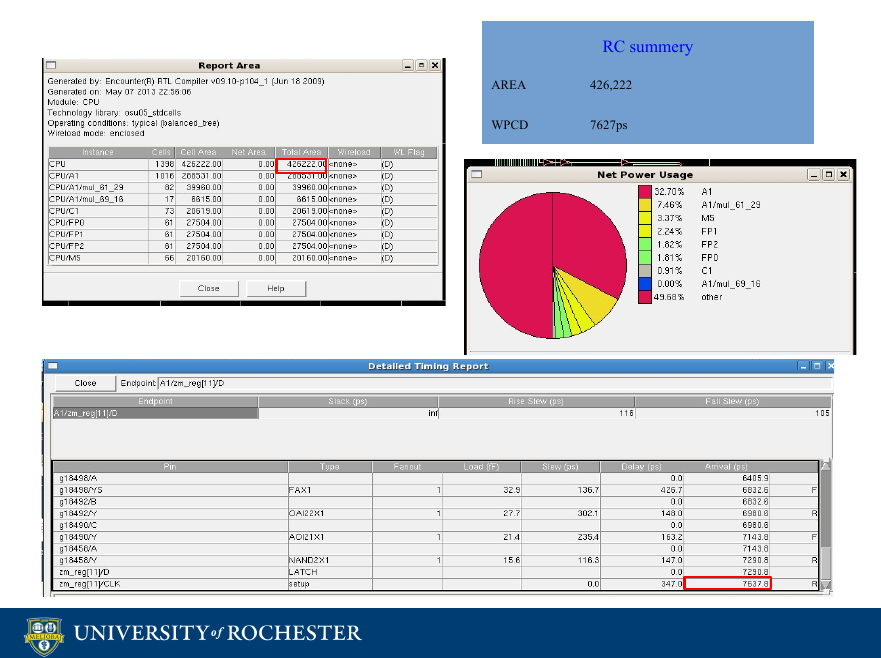 RC summery
AREA 426,222
WPCD 7627ps
Report Area
Generated by: Encounter(R) RTL Compiler v09.10-p104_1 (Jun 18 2009)
Generated on: May 07 2013 22:56:06
Module: CPU
Technology library: osu05_stdcells
Operating conditions: typical (balanced_tree)
Wireload mode: enclosed
Instance Cells Cell Area Net Area Total Area Wireload WL Flag
CPU 1398 426222.00 0.00 426222.00 <none> (D)
CPU/A1 1016 268531.00 0.00 268531.00 <none> (D)
CPU/A1/mul_61_29 82 39960.00 0.00 39960.00 <none> (D)
CPU/A1/mul_69_16 17 6615.00 0.00 6615.00 <none> (D)
CPU/C1 73 20619.00 0.00 20619.00 <none> (D)
CPU/FP0 61 27504.00 0.00 27504.00 <none> (D)
CPU/FP1 61 27504.00 0.00 27504.00 <none> (D)
CPU/FP2 61 27504.00 0.00 27504.00 <none> (D)
CPU/M5 66 20160.00 0.00 20160.00 <none> (D)
Close Help
Net Power Usage
32.70% A1
7.46% A1/mul_61_29
3.37% M5
2.24% FP1
1.82% FP2
1.81% FP0
0.91% C1
0.00% A1/mul_69_16
49.68% other
Detailed Timing Report
Close Endpoint A1/zm_reg[11]/D
Endpoint Slack (ps) Rise Slew (ps) Fall Slew (ps)
A1/zm_reg[11]/D inf 116 105
Pin Type Fanout Load (fF) Slew (ps) Delay (ps) Arrival (ps)
g18498/A 0.0 6405.9
g18498/YS FAX1 1 32.9 136.7 426.7 6832.6 F
g18492/B 0.0 6832.6
g18492/Y OAI22X1 1 27.7 302.1 148.0 6980.6 R
g18490/C 0.0 6980.6
g18490/Y AOI21X1 1 21.4 235.4 163.2 7143.8 F
g18458/A 0.0 7143.8
g18458/Y NAND2X1 1 15.6 116.3 147.0 7290.8 R
zm_reg[11]/D LATCH 0.0 7290.8
zm_reg[11]/CLK setup 0.0 347.0 7637.8 R
MELIORA
UNIVERSITY of ROCHESTER